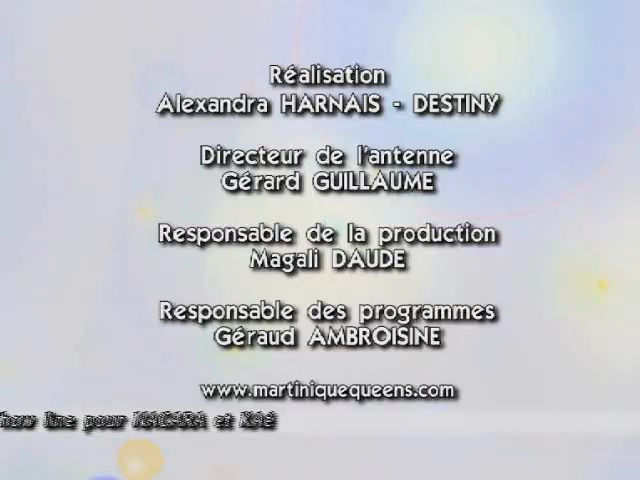 Réalisation
Alexandra HARNAIS - DESTINY
Directeur de l'antenne
Gérard GUILLAUME
Responsable de la production
Magali DAUDE
Responsable des programmes
Géraud AMBROISINE
www.martiniquequeens.com
line pour et